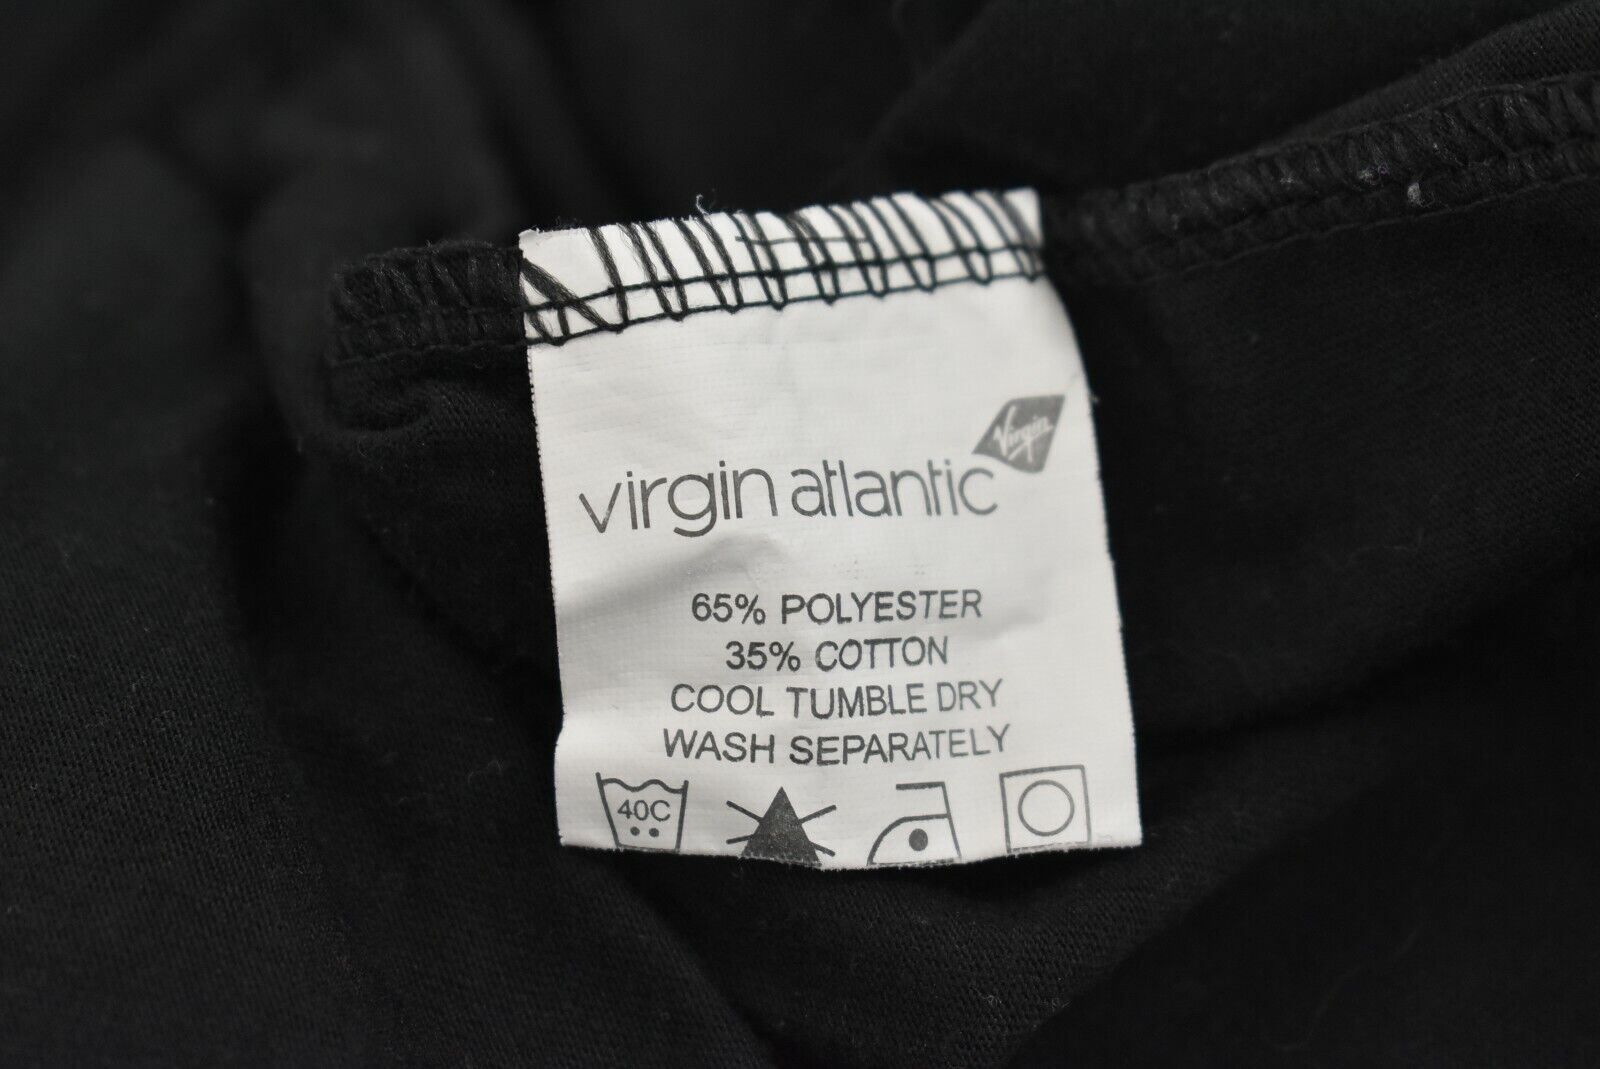 Virgin
virgin atlantic
65% POLYESTER
35% COTTON
COOL TUMBLE DRY
WASH SEPARATELY
40C